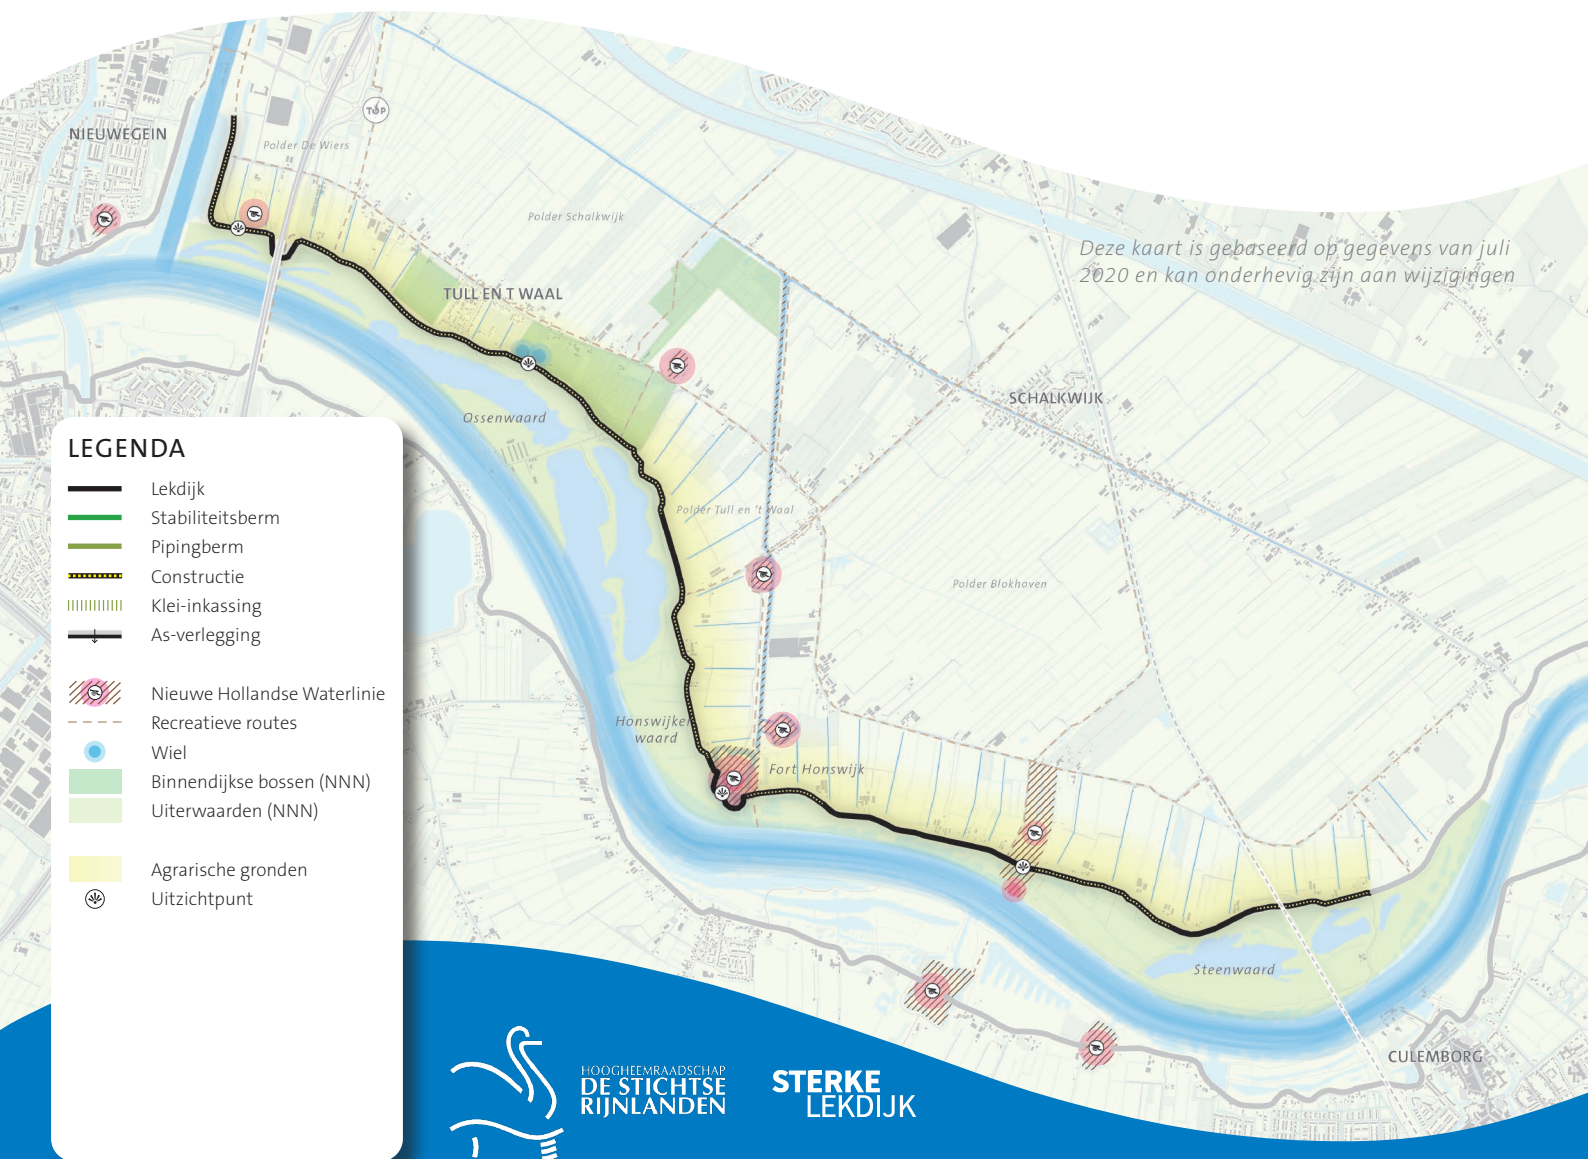 NIEUWEGEIN
Polder De Wiers
TOP
Polder Schalkwijk
Deze kaart is gebaseerd op gegevens van juli
2020 en kan onderhevig zijn aan wijzigingen
TULL EN T WAAL
SCHALKWIJK
Ossenwaard
Polder Tull en 't Waal
Polder Blokhoven
Honswijker
waard
Fort Honswijk
Steenwaard
CULEMBORG
LEGENDA
Lekdijk
Stabiliteitsberm
Pipingberm
Constructie
Klei-inkassing
As-verlegging
Nieuwe Hollandse Waterlinie
Recreatieve routes
Wiel
Binnendijkse bossen (NNN)
Uiterwaarden (NNN)
Agrarische gronden
Uitzichtpunt
HOOGHEEMRAADSCHAP
DE STICHTSE
RIJNLANDEN
STERKE
LEKDIJK